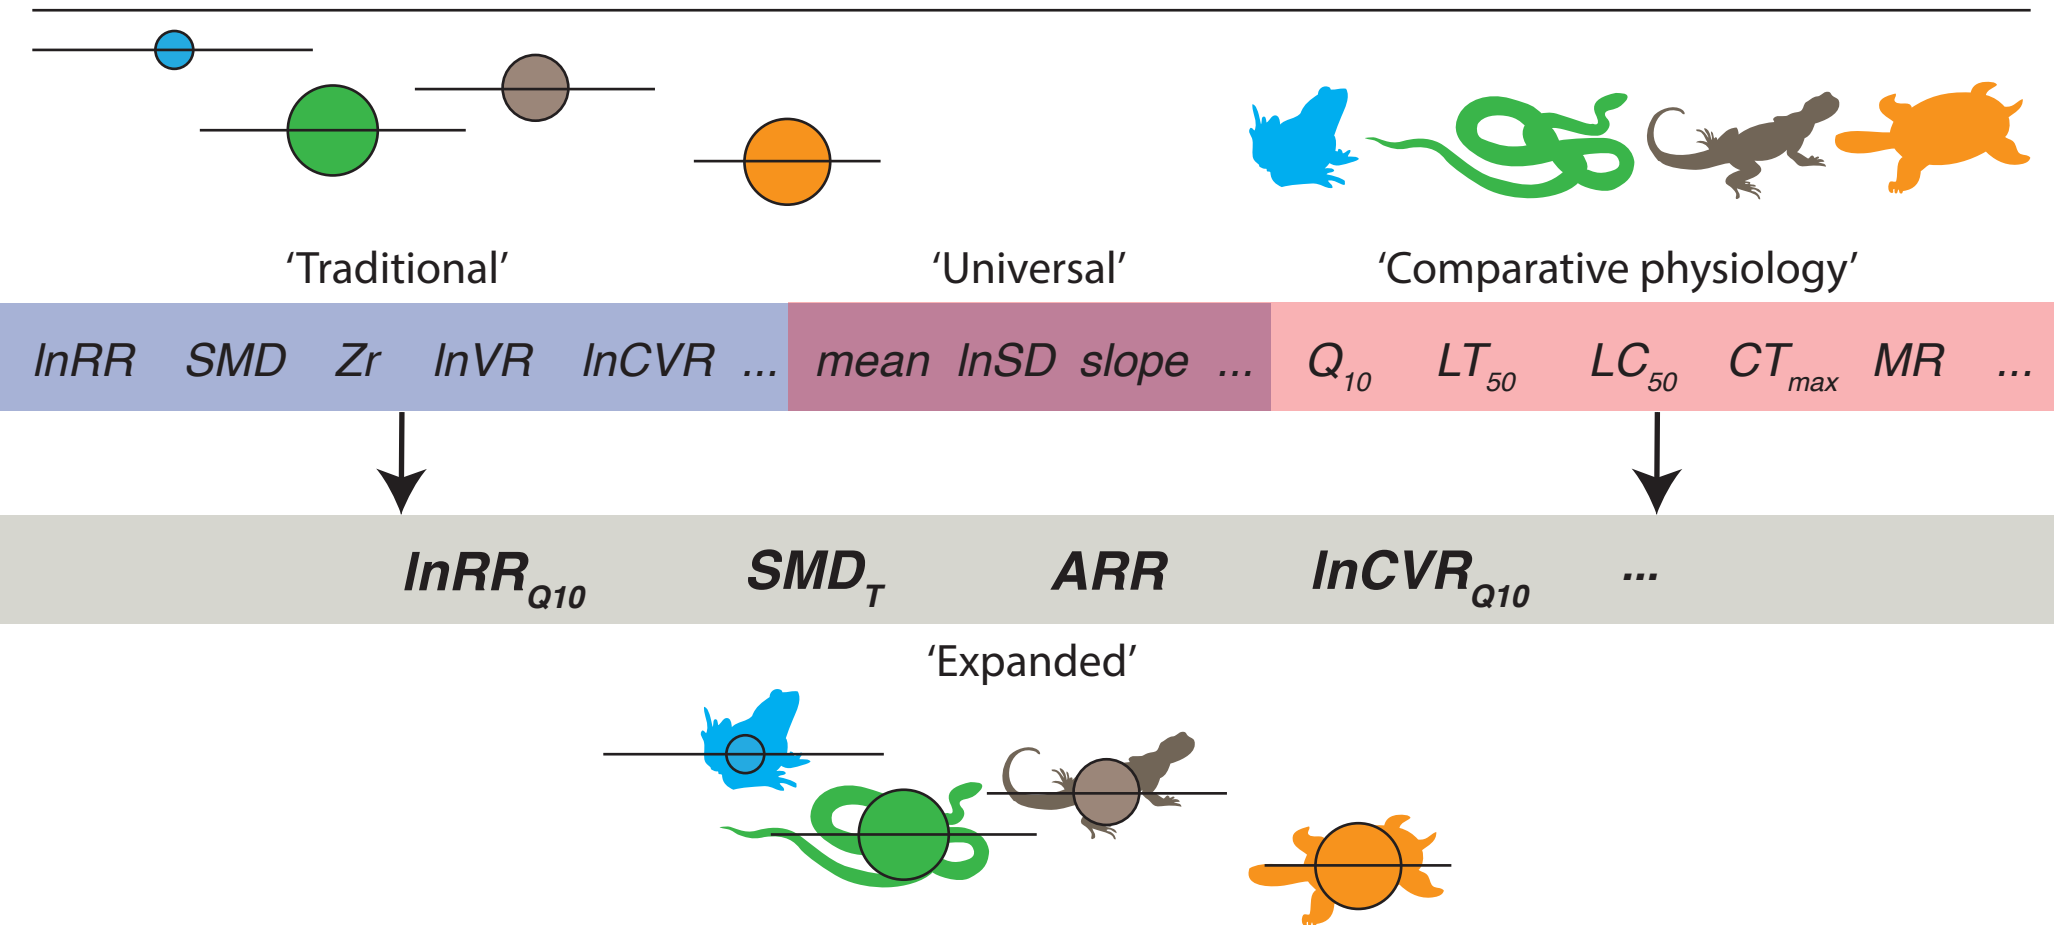 ‘Traditional’ ‘Universal’ ‘Comparative physiology’
lnRR SMD Zr lnVR lnCVR ... mean lnSD slope ... Q10 LT50 LC50 CTmax MR ...
lnRRQ10 SMDT ARR lnCVRQ10 ...
‘Expanded’